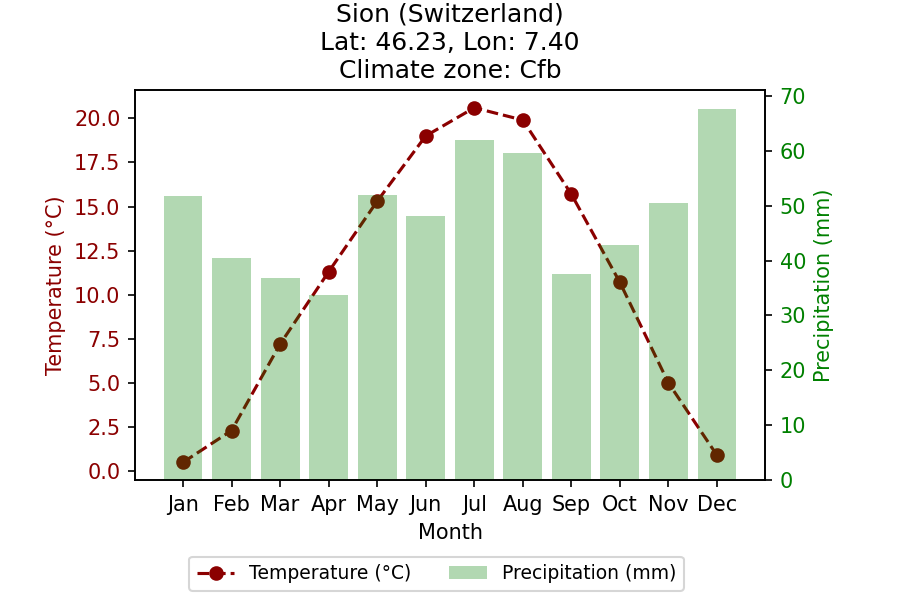 Sion (Switzerland)
Lat: 46.23, Lon: 7.40
Climate zone: Cfb
20.0
17.5
15.0
12.5
10.0
7.5
5.0
2.5
0.0
Temperature (°C)
70
60
50
40
30
20
10
0
Precipitation (mm)
Jan Feb Mar Apr May Jun Jul Aug Sep Oct Nov Dec
Month
Temperature (°C) Precipitation (mm)